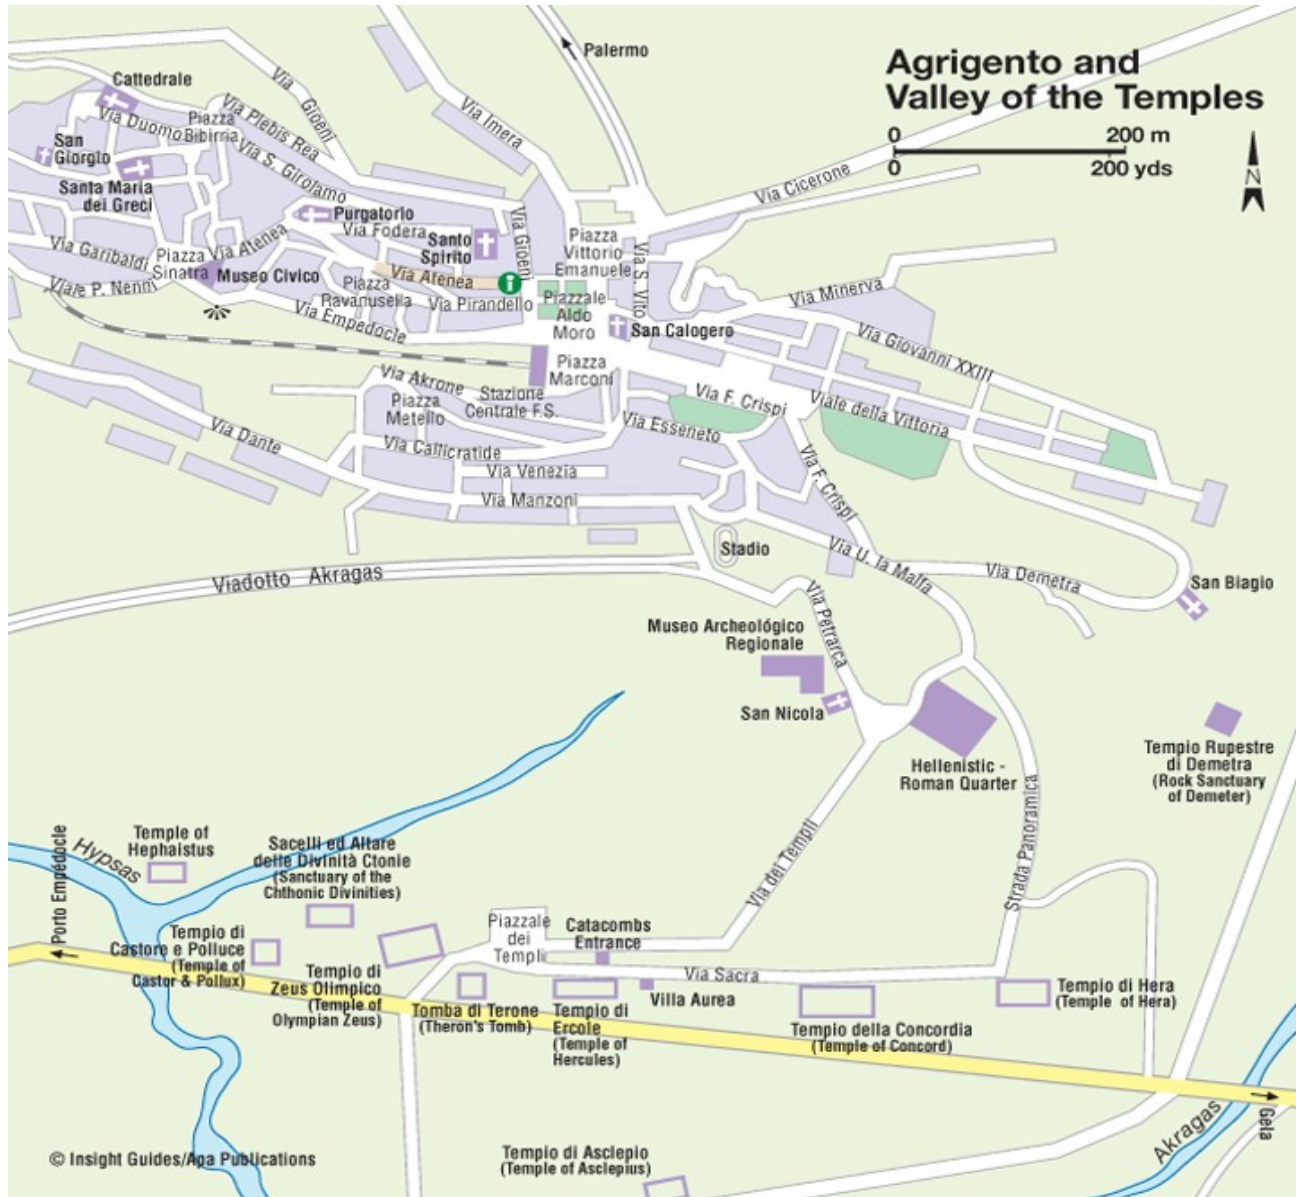 Agrigento and
Valley of the Temples
0
200 m
0
200 yds
N
Palermo
Cattedrale
Via Gioeni
Via Imera
Via Duomo
Piazza
Bibirria
Via Plebis Rea
San
Giorgio
Santa Maria
dei Greci
Via S. Girolamo
Via Cicerone
Purgatorio
Via Fodera
Santo
Spirito
Via Gioeni
Piazza
Vittorio
Emanuele
Via S. Vito
Via Garibaldi
Piazza
Sinatra
Via Atenea
Museo Civico
Via Atenea
i
Viale P. Nenni
Piazza
Ravanusella
Via Pirandello
Piazzale
Aldo
Moro
Via Minerva
Via Empedocle
San Calogero
Via Giovanni XXIII
Piazza
Marconi
Via Akrone
Stazione
Centrale F.S.
Piazza
Metello
Via F. Crispi
Viale della Vittoria
Via Esseneto
Via Dante
Via Callicratide
Via Venezia
Via Manzoni
Via F. Crispi
Stadio
Via U. la Malfa
Via Demetra
San Biagio
Viadotto Akragas
Via Petrarca
Museo Archeológico
Regionale
San Nicola
Hellenistic -
Roman Quarter
Tempio Rupestre
di Demetra
(Rock Sanctuary
of Demeter)
Strada Panoramica
Via dei Templi
Porto Empédocle
Hypsas
Temple of
Hephaistus
Sacelli ed Altare
delle Divinità Ctonie
(Sanctuary of the
Chthonic Divinities)
Piazzale
dei
Templi
Catacombs
Entrance
Tempio di
Castore e Polluce
(Temple of
Castor & Pollux)
Tempio di
Zeus Olimpico
(Temple of
Olympian Zeus)
Via Sacra
Villa Aurea
Tomba di Terone
(Theron's Tomb)
Tempio di
Ercole
(Temple of
Hercules)
Tempio della Concordia
(Temple of Concord)
Tempio di Hera
(Temple of Hera)
Gela
Akragas
Tempio di Asclepio
(Temple of Asclepius)
© Insight Guides/Apa Publications